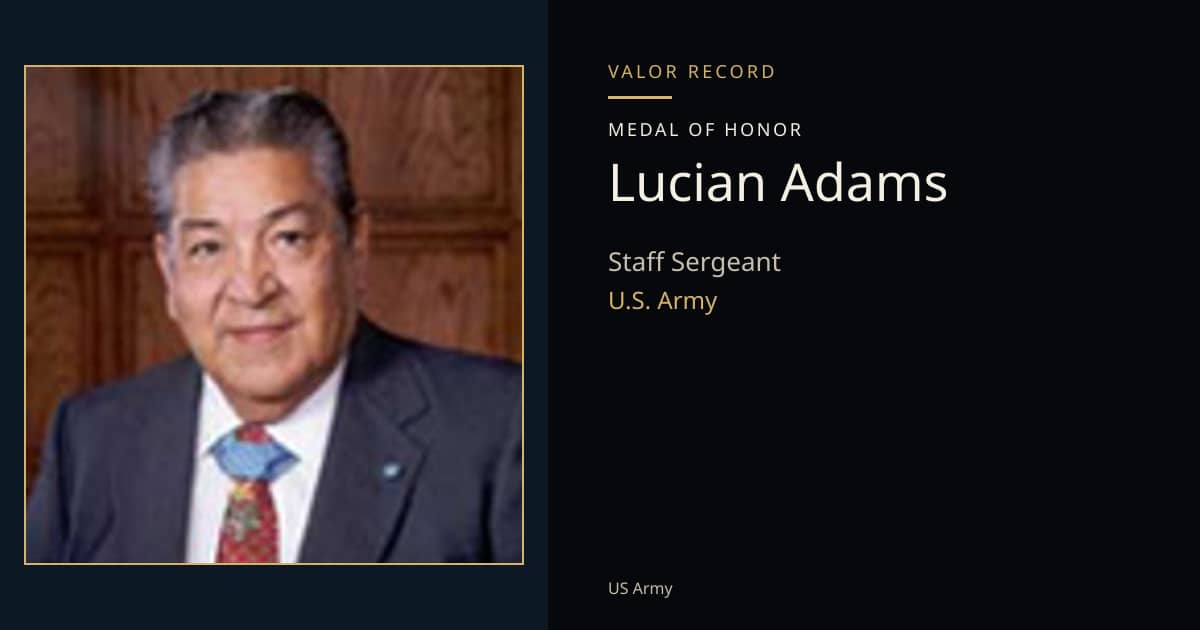 VALOR RECORD
MEDAL OF HONOR
Lucian Adams
Staff Sergeant
U.S. Army
US Army